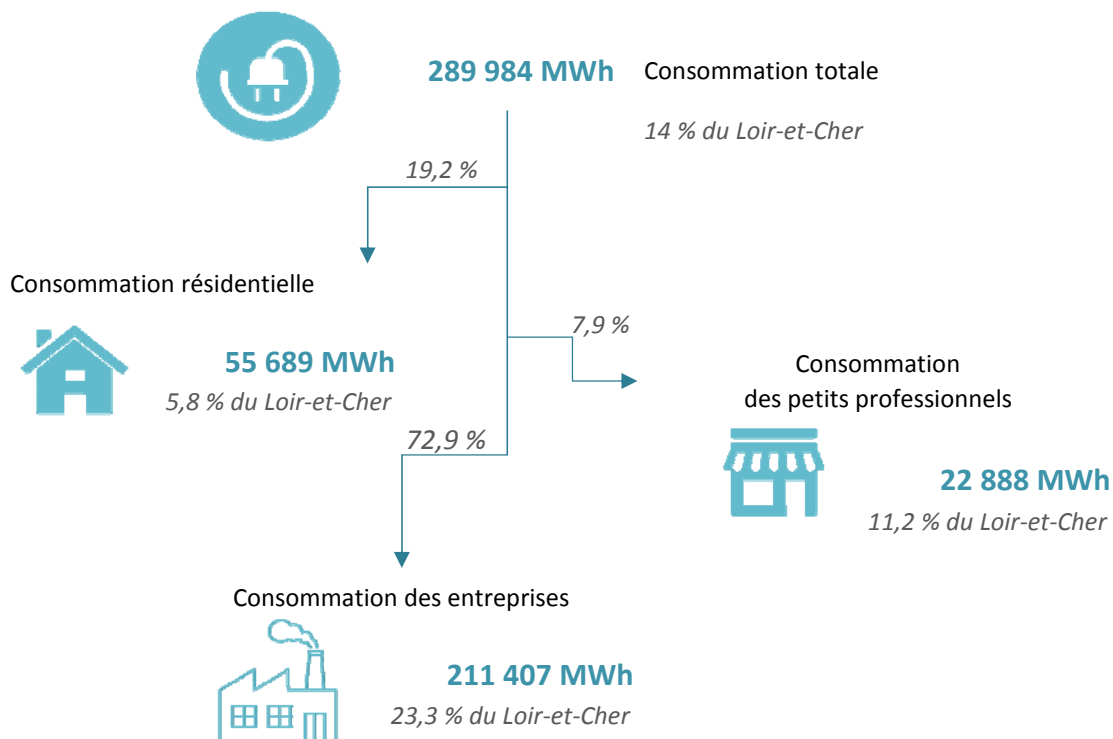 289 984 MWh Consommation totale
14 % du Loir-et-Cher
19,2 %
Consommation résidentielle
55 689 MWh
5,8 % du Loir-et-Cher
7,9 %
Consommation
des petits professionnels
22 888 MWh
11,2 % du Loir-et-Cher
72,9 %
Consommation des entreprises
211 407 MWh
23,3 % du Loir-et-Cher